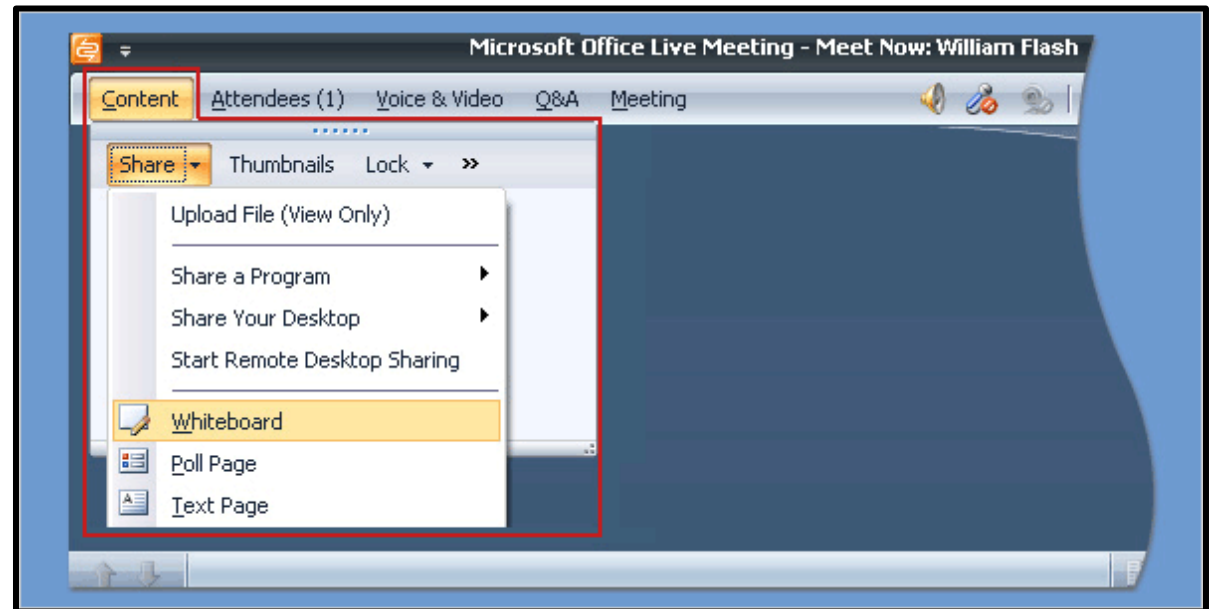 Microsoft Office Live Meeting - Meet Now: William Flash
Content Attendees (1) Voice & Video Q&A Meeting
Share Thumbnails Lock »
Upload File (View Only)
Share a Program
Share Your Desktop
Start Remote Desktop Sharing
Whiteboard
Poll Page
Text Page